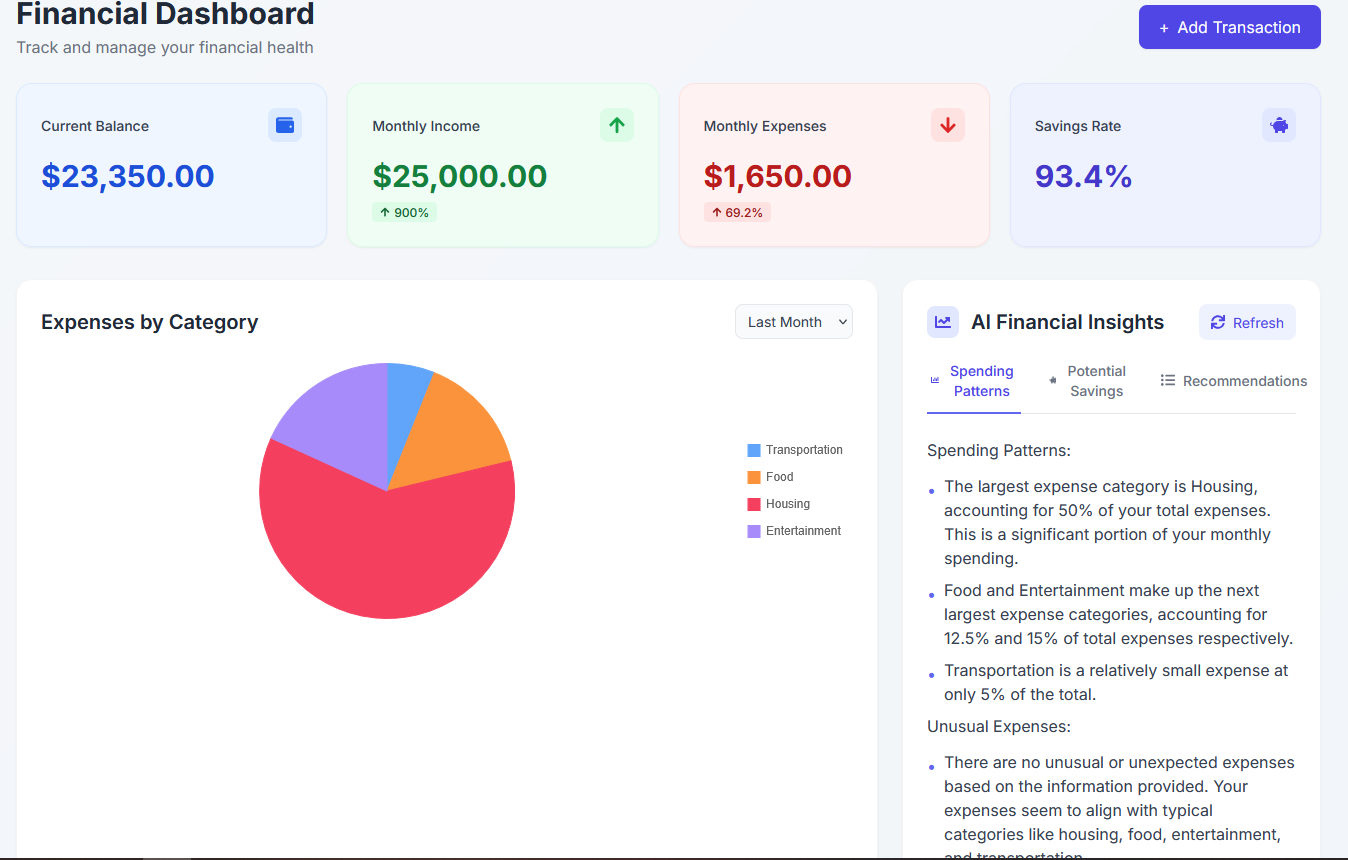 Financial Dashboard
Track and manage your financial health
+ Add Transaction
Current Balance
$23,350.00
Monthly Income
$25,000.00
↑ 900%
Monthly Expenses
$1,650.00
↑ 69.2%
Savings Rate
93.4%
Expenses by Category
Last Month
Transportation
Food
Housing
Entertainment
AI Financial Insights
Refresh
Spending
Patterns
Potential
Savings
Recommendations
Spending Patterns:
The largest expense category is Housing,
accounting for 50% of your total expenses.
This is a significant portion of your monthly
spending.
Food and Entertainment make up the next
largest expense categories, accounting for
12.5% and 15% of total expenses respectively.
Transportation is a relatively small expense at
only 5% of the total.
Unusual Expenses:
There are no unusual or unexpected expenses
based on the information provided. Your
expenses seem to align with typical
categories like housing, food, entertainment,
and transportation.